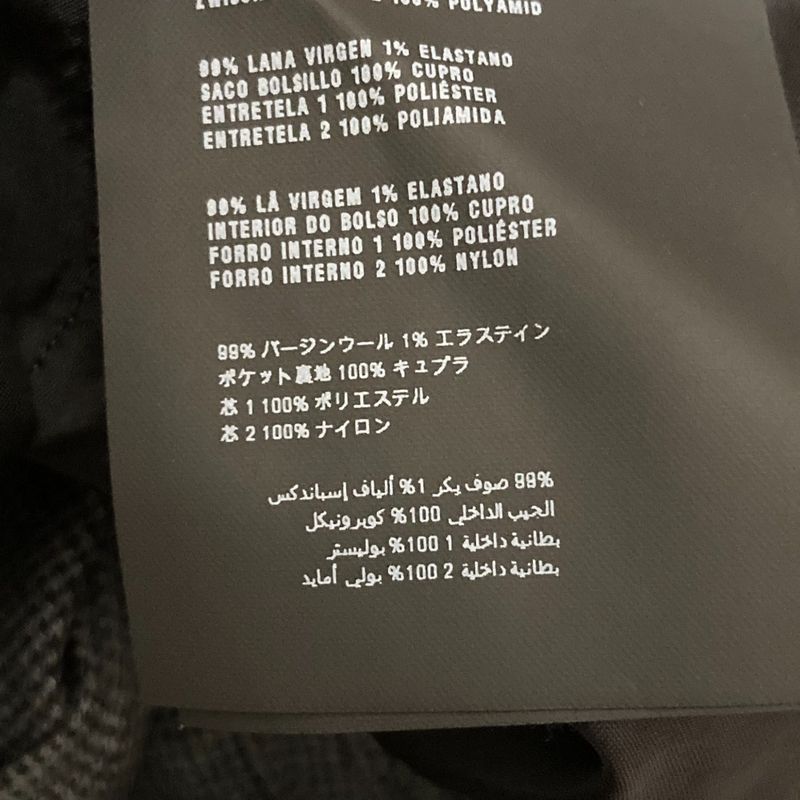 100% POLYAMID
99% LANA VIRGEN 1% ELASTANO
SACO BOLSILLO 100% CUPRO
ENTRETELA 1 100% POLIÉSTER
ENTRETELA 2 100% POLIAMIDA
99% LÃ VIRGEM 1% ELASTANO
INTERIOR DO BOLSO 100% CUPRO
FORRO INTERNO 1 100% POLIÉSTER
FORRO INTERNO 2 100% NYLON
99% バージンウール 1% エラステイン
ポケット裏地 100% キュプラ
芯 1 100% ポリエステル
芯 2 100% ナイロン
99% صوف بكر 1% ألياف إسباندكس
الجيب الداخلي 100% كوبرونيكل
بطانية داخلية 1 100% بوليستر
بطانية داخلية 2 100% بولي أمايد